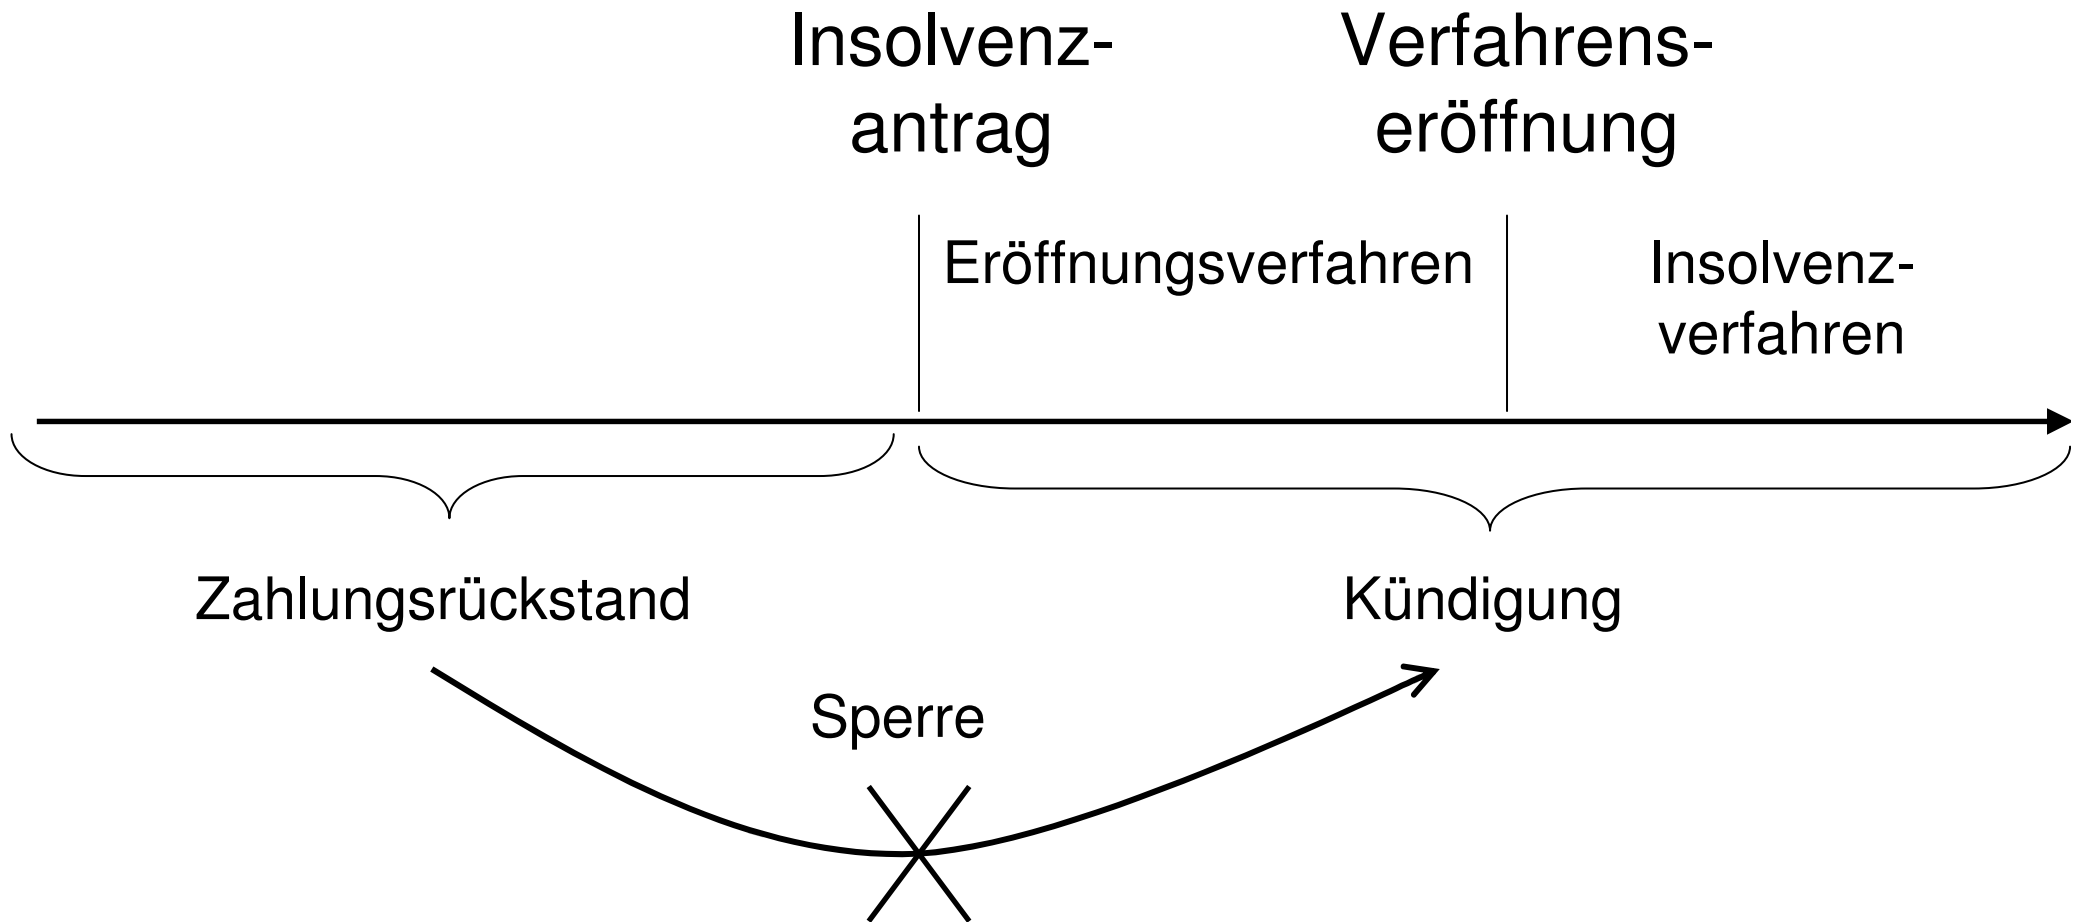 Insolvenz-
antrag
Verfahrens-
eröffnung
Eröffnungsverfahren
Insolvenz-
verfahren
Zahlungsrückstand
Kündigung
Sperre